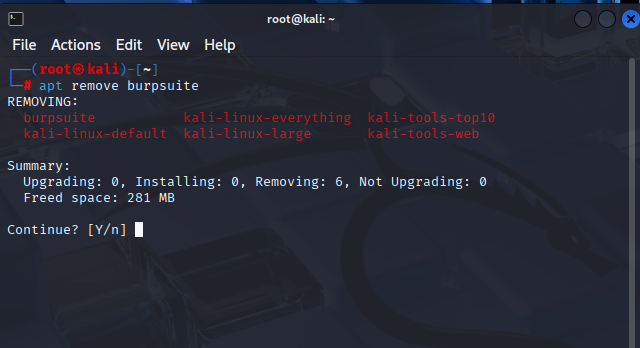 root@kali: ~
File Actions Edit View Help
┌──(root㉿kali)-[~]
└─# apt remove burpsuite
REMOVING:
  burpsuite           kali-linux-everything  kali-tools-top10
  kali-linux-default  kali-linux-large       kali-tools-web

Summary:
  Upgrading: 0, Installing: 0, Removing: 6, Not Upgrading: 0
  Freed space: 281 MB

Continue? [Y/n]